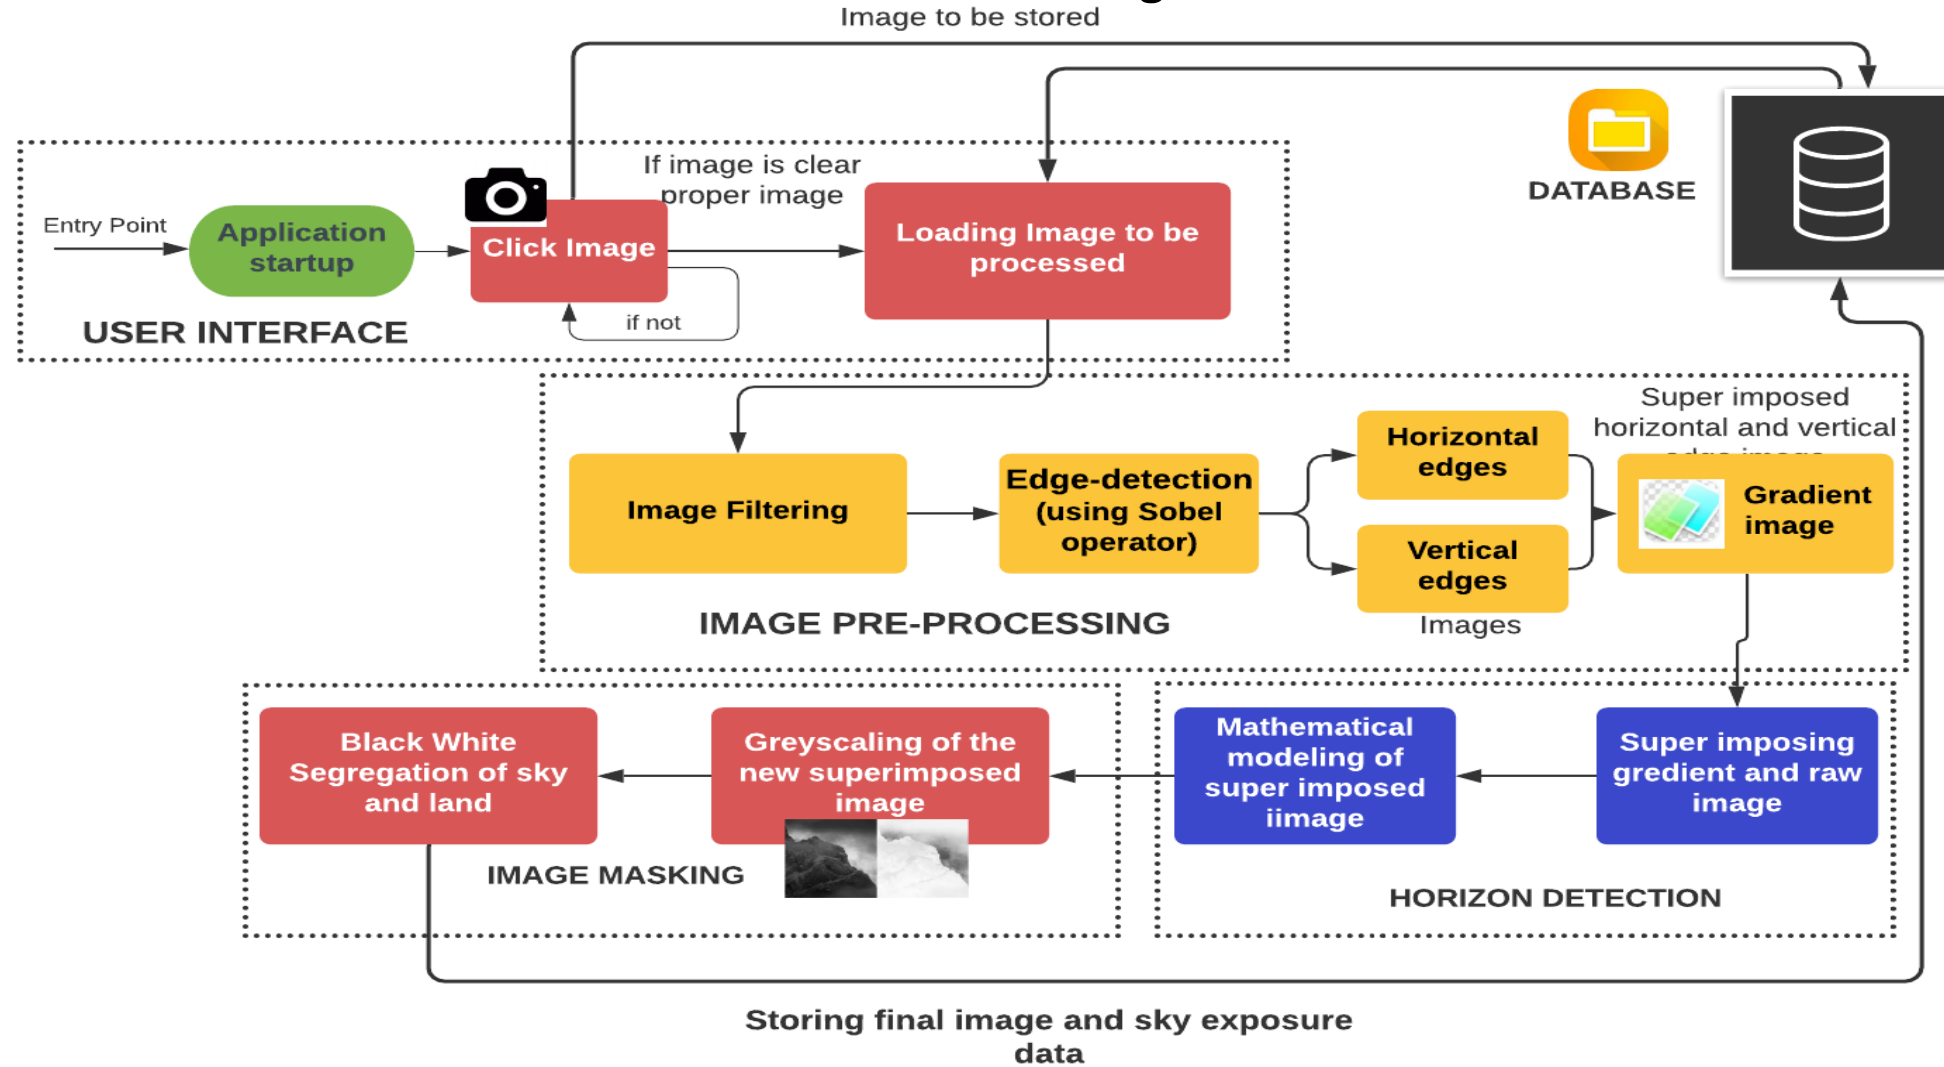 Image to be stored
If image is clear
proper image
Entry Point
Application
startup
Click Image
if not
Loading Image to be
processed
USER INTERFACE
DATABASE
Super imposed
horizontal and vertical
edge image
Image Filtering
Edge-detection
(using Sobel
operator)
Horizontal
edges
Vertical
edges
Images
Gradient
image
IMAGE PRE-PROCESSING
Black White
Segregation of sky
and land
Greyscaling of the
new superimposed
image
IMAGE MASKING
Mathematical
modeling of
super imposed
iimage
Super imposing
gredient and raw
image
HORIZON DETECTION
Storing final image and sky exposure
data